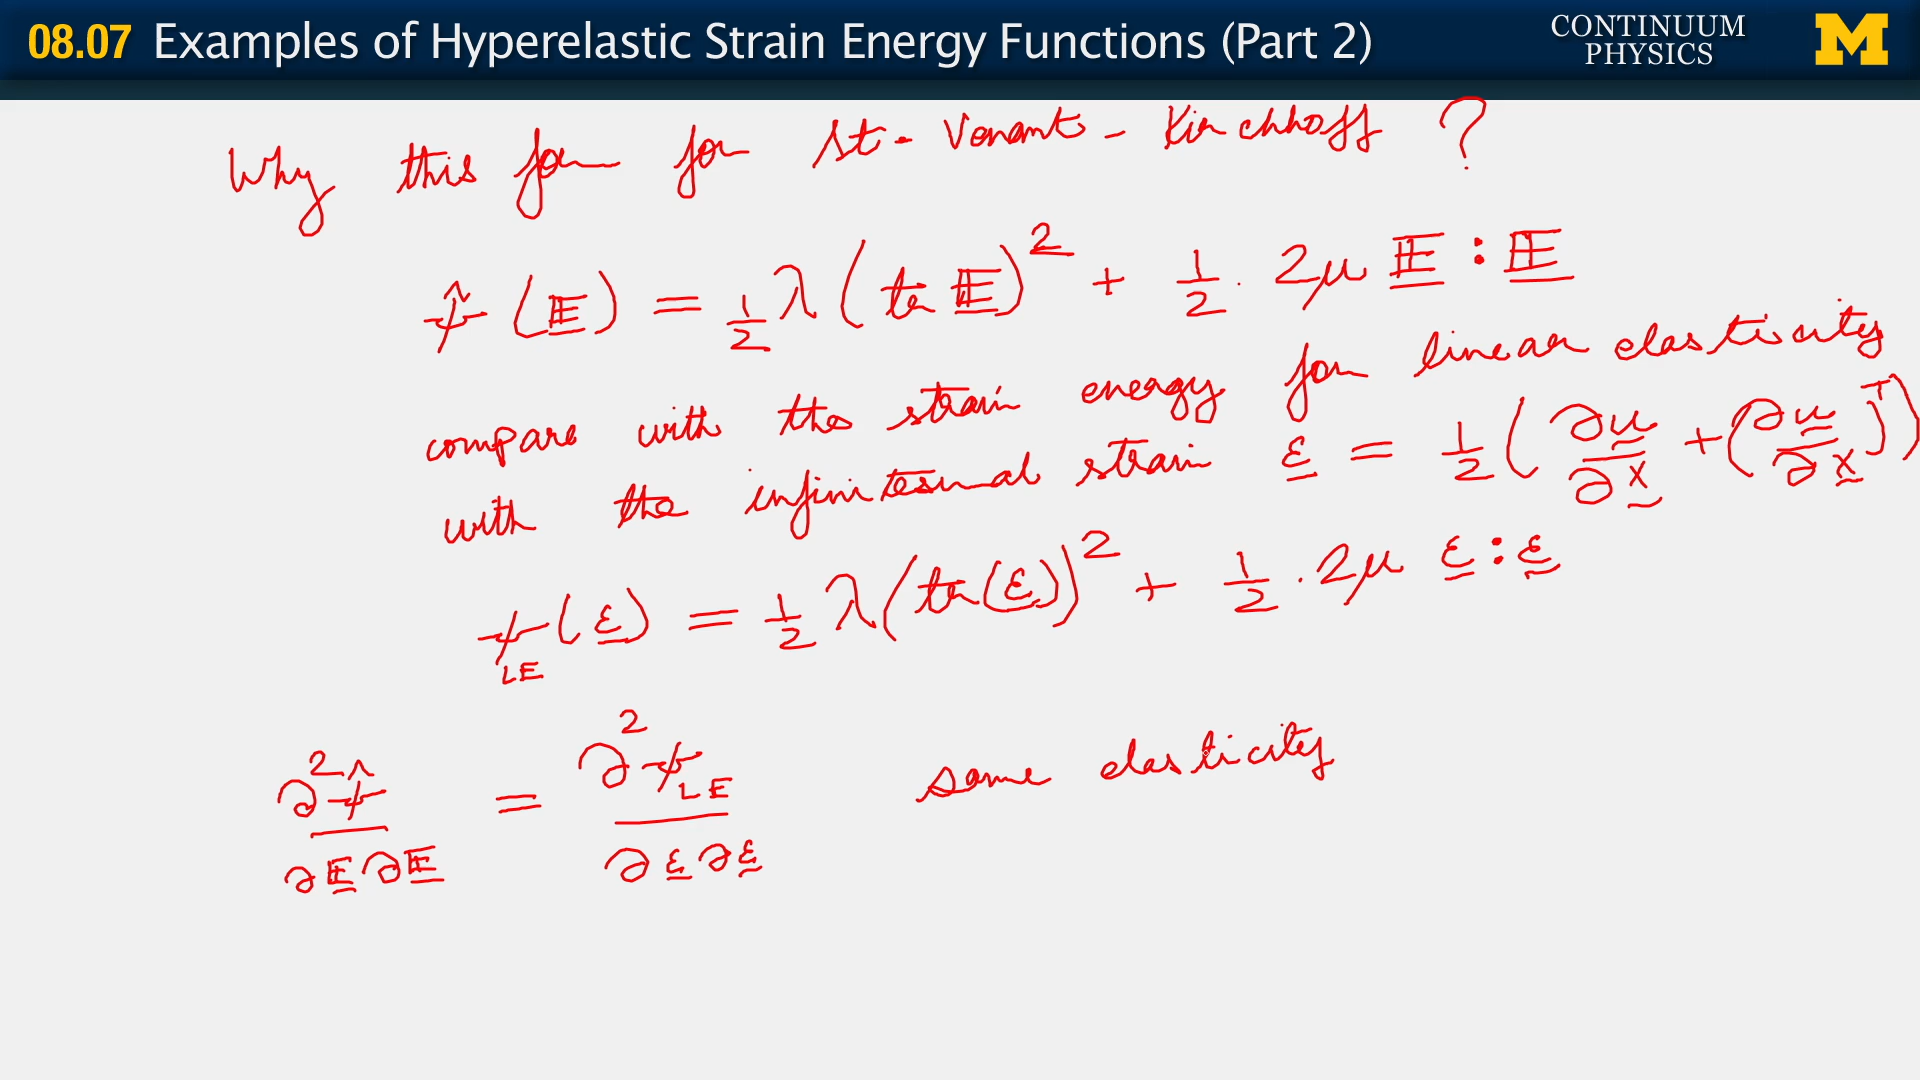 08.07 Examples of Hyperelastic Strain Energy Functions (Part 2)
CONTINUUM PHYSICS M
Why this form for St-Venant-Kirchhoff ?
ψ̂(𝔼) = 1/2 λ(tr 𝔼)² + 1/2 · 2μ 𝔼 : 𝔼
compare with the strain energy for linear elasticity
with the infinitesimal strain ε = 1/2 (∂u/∂X + (∂u/∂X)ᵀ)
ψ_LE(ε) = 1/2 λ(tr(ε))² + 1/2 · 2μ ε : ε
∂²ψ̂/∂𝔼∂𝔼 = ∂²ψ_LE/∂ε∂ε same elasticity